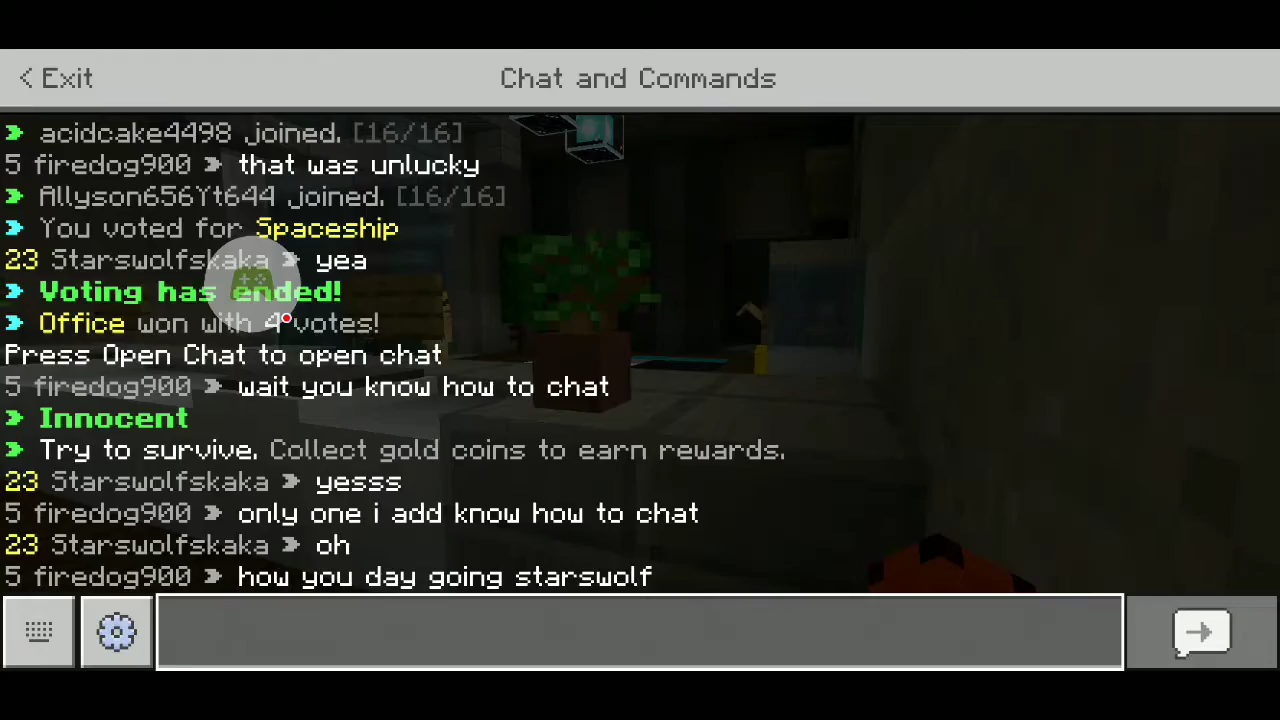 < Exit
Chat and Commands
acidcake4498 joined. [16/16]
5 firedog900 » that was unlucky
Allyson656Yt644 joined. [16/16]
You voted for Spaceship
23 Starswolfskaka » yea
Voting has ended!
Office won with 4 votes!
Press Open Chat to open chat
5 firedog900 » wait you know how to chat
Innocent
Try to survive. Collect gold coins to earn rewards.
23 Starswolfskaka » yesss
5 firedog900 » only one i add know how to chat
23 Starswolfskaka » oh
5 firedog900 » how you day going starswolf